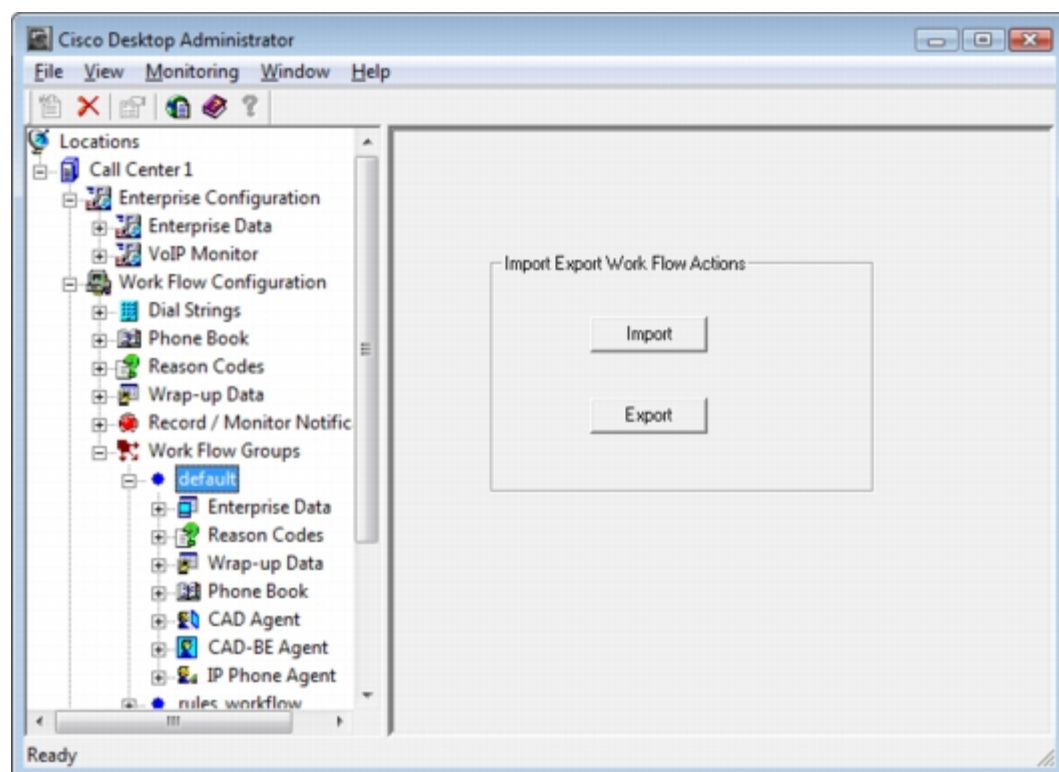 Cisco Desktop Administrator
File View Monitoring Window Help
Locations
Call Center 1
Enterprise Configuration
Enterprise Data
VoIP Monitor
Work Flow Configuration
Dial Strings
Phone Book
Reason Codes
Wrap-up Data
Record / Monitor Notific
Work Flow Groups
default
Enterprise Data
Reason Codes
Wrap-up Data
Phone Book
CAD Agent
CAD-BE Agent
IP Phone Agent
rules workflow
Import Export Work Flow Actions
Import
Export
Ready